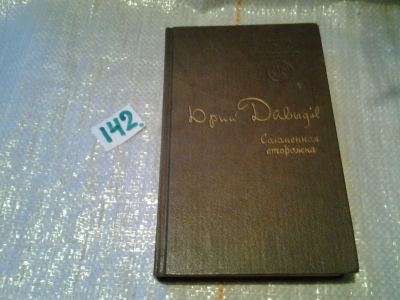 142.
Юрий Давыдов
Соломенная
сторожка